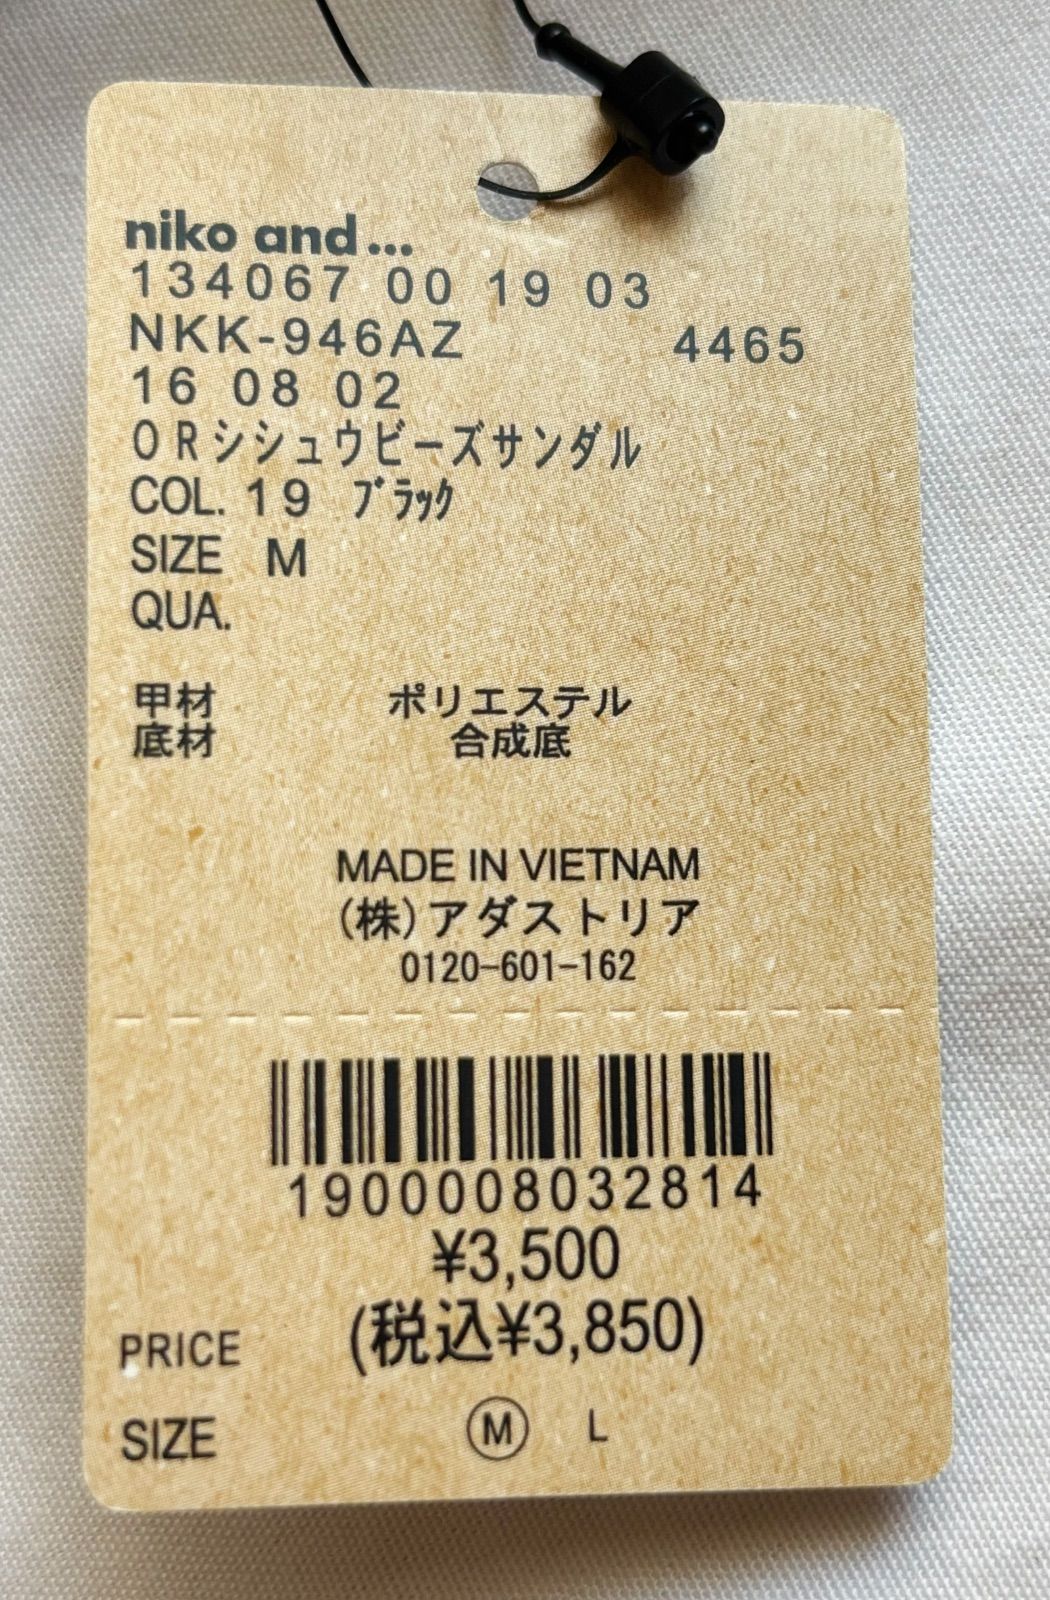 niko and...
134067 00 19 03
NKK-946AZ 4465
16 08 02
ORシシュウビーズサンダル
COL. 19 ﾌﾞﾗｯｸ
SIZE M
QUA.
甲材 ポリエステル
底材 合成底
MADE IN VIETNAM
(株)アダストリア
0120-601-162
1900008032814
¥3,500
PRICE (税込¥3,850)
SIZE Ⓜ L